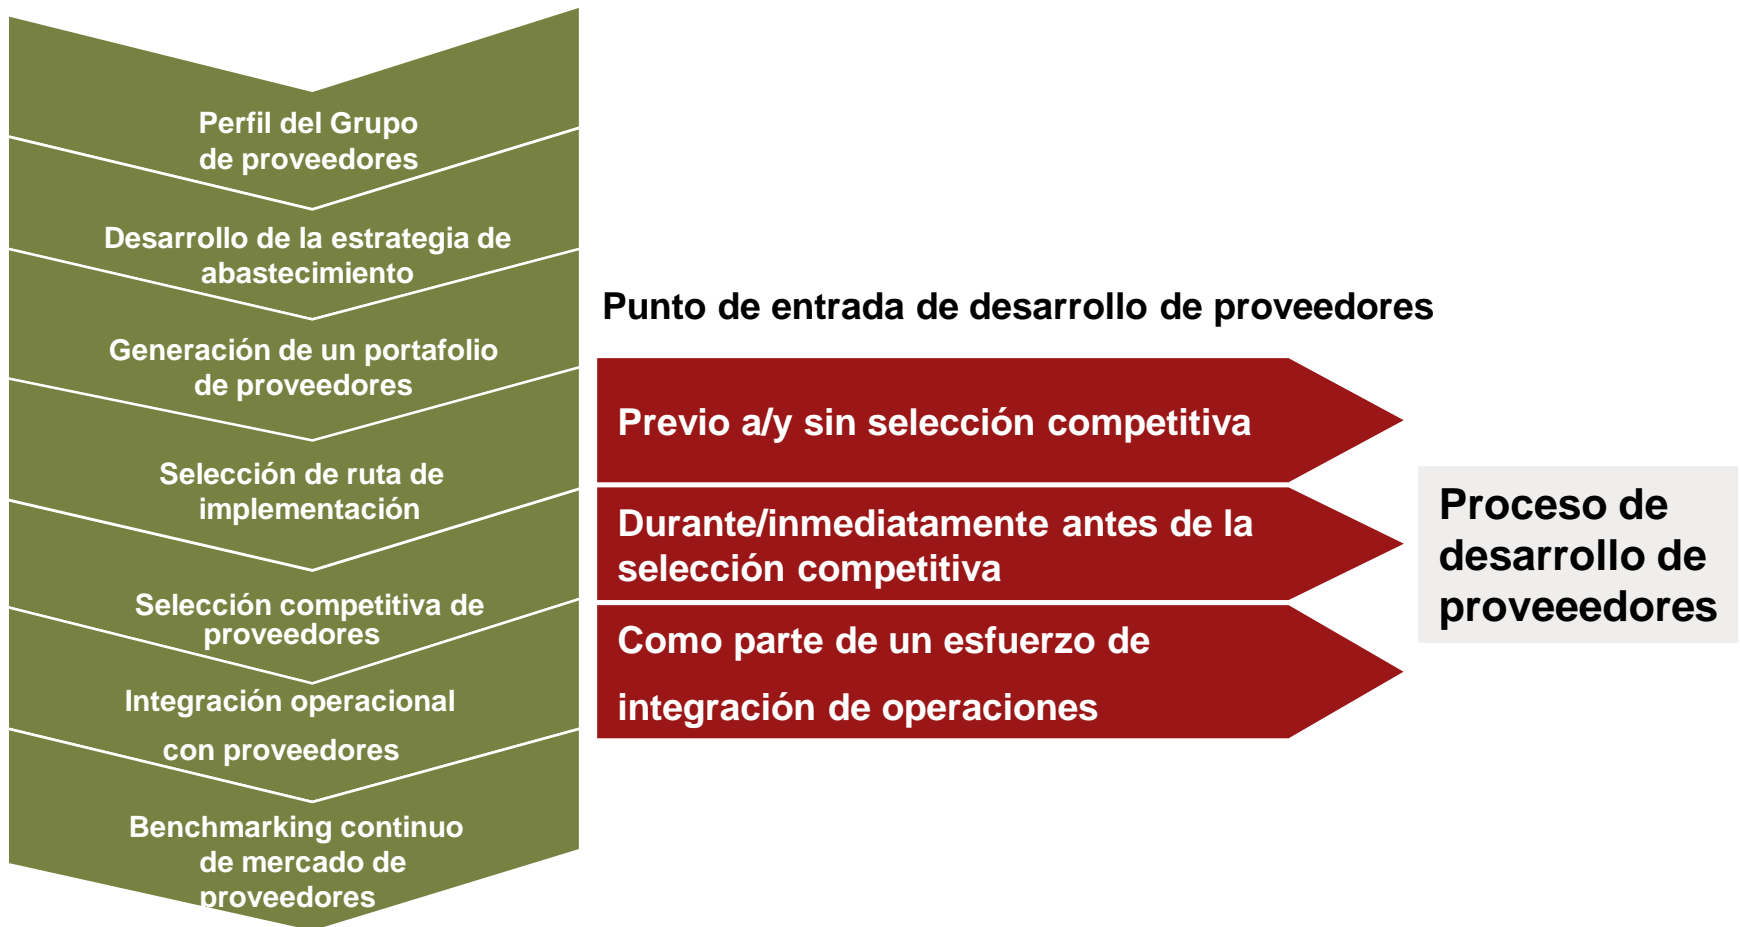 Perfil del Grupo
de proveedores
Desarrollo de la estrategia de
abastecimiento
Generación de un portafolio
de proveedores
Selección de ruta de
implementación
Selección competitiva de
proveedores
Integración operacional
con proveedores
Benchmarking continuo
de mercado de
proveedores
Punto de entrada de desarrollo de proveedores
Previo a/y sin selección competitiva
Durante/inmediatamente antes de la
selección competitiva
Como parte de un esfuerzo de
integración de operaciones
Proceso de
desarrollo de
proveeedores